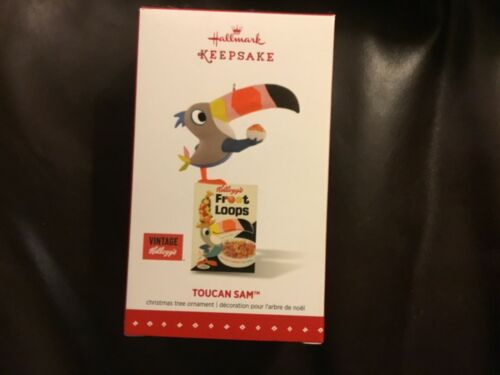 Hallmark
KEEPSAKE
Kellogg's
Froot
Loops
VINTAGE
Kellogg's
TOUCAN SAM™
christmas tree ornament | décoration pour l'arbre de noël